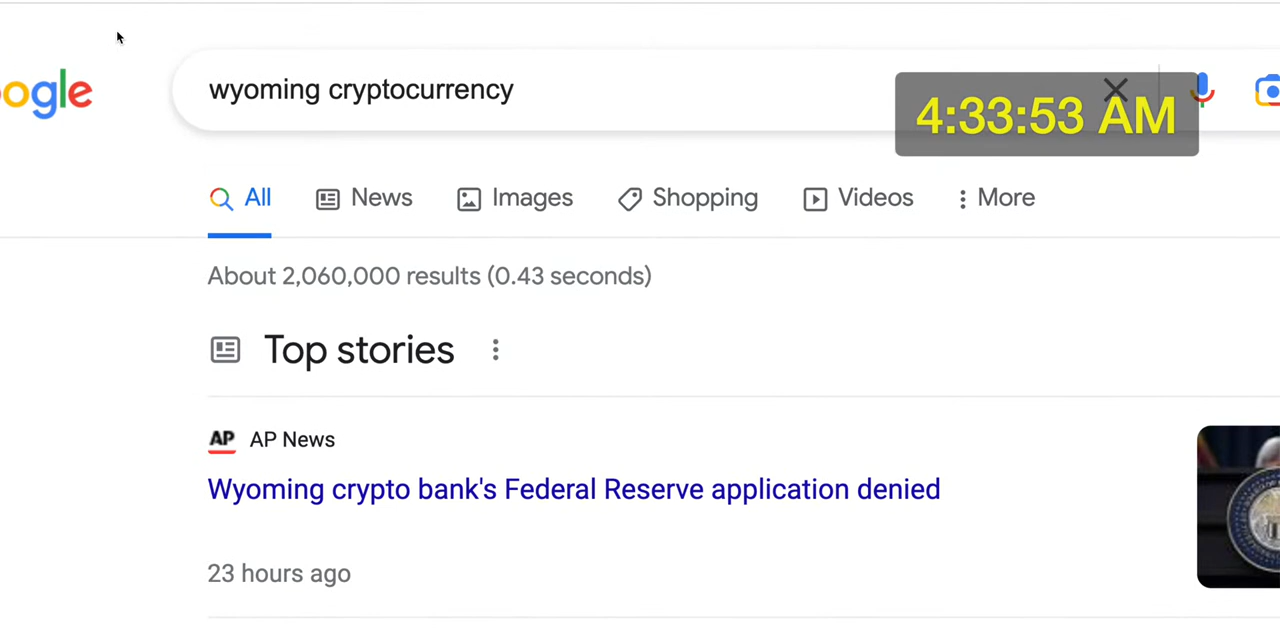 ogle
wyoming cryptocurrency
4:33:53 AM
All News Images Shopping Videos More
About 2,060,000 results (0.43 seconds)
Top stories
AP AP News
Wyoming crypto bank's Federal Reserve application denied
23 hours ago